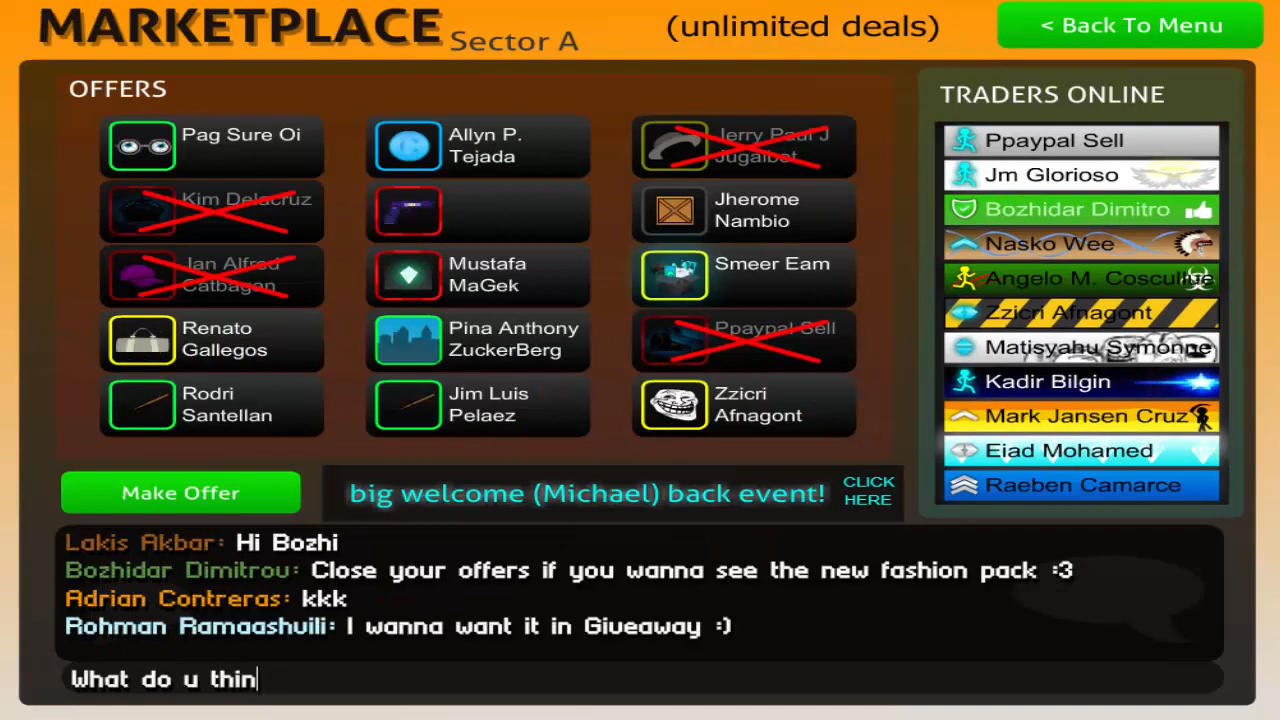 MARKETPLACE Sector A
(unlimited deals)
< Back To Menu
OFFERS
Pag Sure Oi
Allyn P.
Tejada
Jerry Paul J
Jugalbot
Kim Delacruz
Jherome
Nambio
Ian Alfred
Catbagan
Mustafa
MaGek
Smeer Eam
Renato
Gallegos
Pina Anthony
ZuckerBerg
Ppaypal Sell
Rodri
Santellan
Jim Luis
Pelaez
Zzicri
Afnagont
TRADERS ONLINE
Ppaypal Sell
Jm Glorioso
Bozhidar Dimitro
Nasko Wee
Angelo M. Coscullue
Zzicri Afnagont
Matisyahu Symonne
Kadir Bilgin
Mark Jansen Cruz
Eiad Mohamed
Raeben Camarce
Make Offer
big welcome (Michael) back event!
CLICK
HERE
Lakis Akbar: Hi Bozhi
Bozhidar Dimitrov: Close your offers if you wanna see the new fashion pack :3
Adrian Contreras: kkk
Rohman Ramaashvili: I wanna want it in Giveaway :)
What do u thin